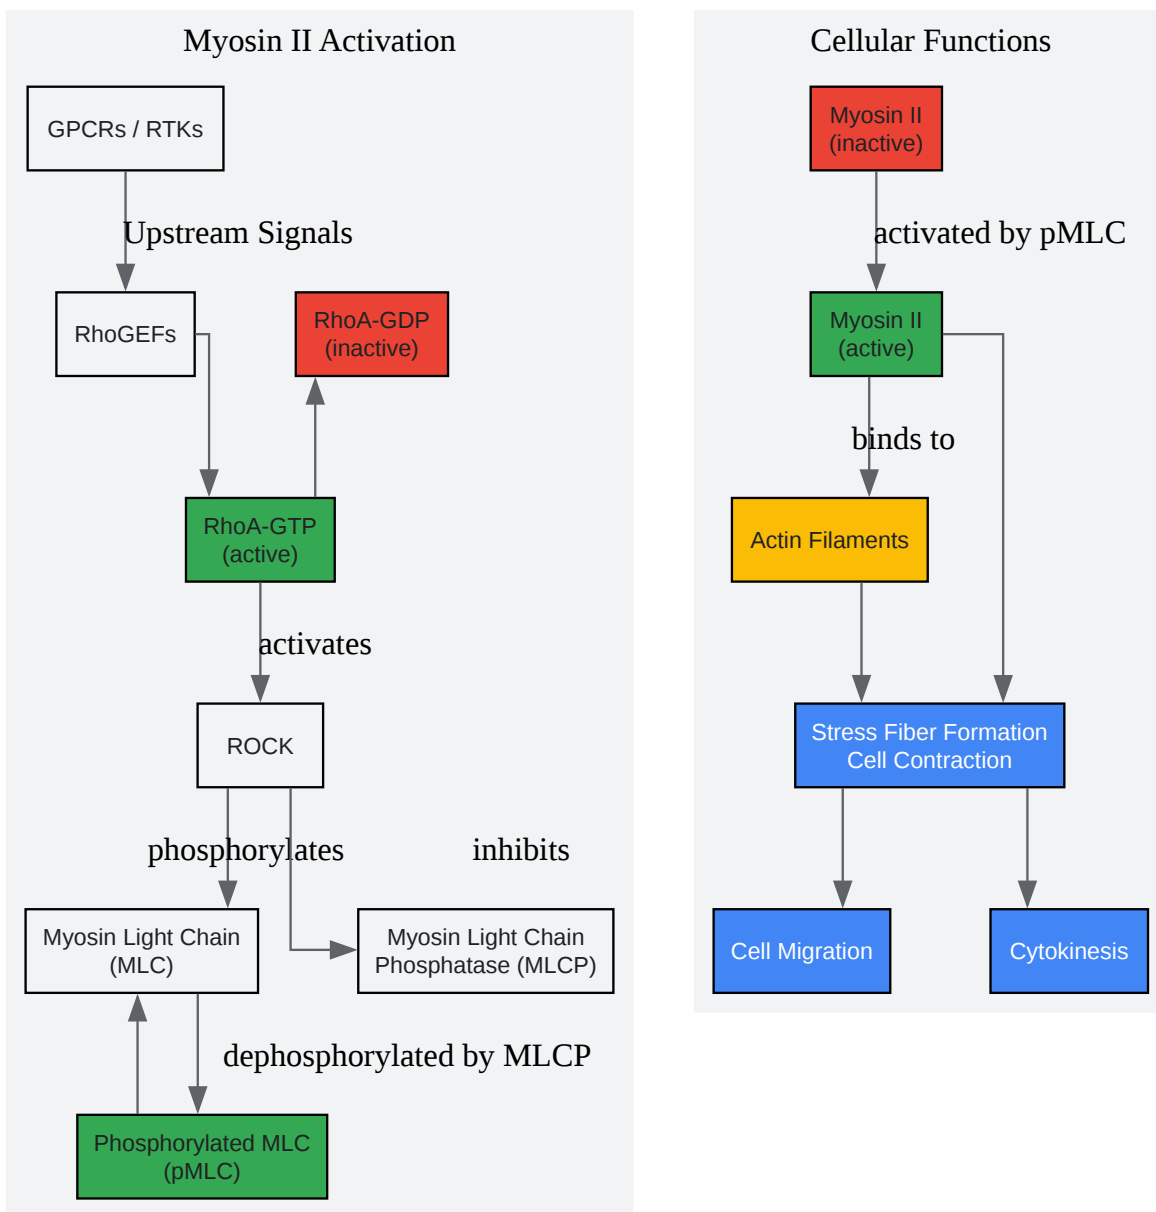 Myosin II Activation
GPCRs / RTKs
Upstream Signals
RhoGEFs
RhoA-GDP
(inactive)
RhoA-GTP
(active)
activates
ROCK
phosphorylates
inhibits
Myosin Light Chain
(MLC)
Myosin Light Chain
Phosphatase (MLCP)
dephosphorylated by MLCP
Phosphorylated MLC
(pMLC)
Cellular Functions
Myosin II
(inactive)
activated by pMLC
Myosin II
(active)
binds to
Actin Filaments
Stress Fiber Formation
Cell Contraction
Cell Migration
Cytokinesis